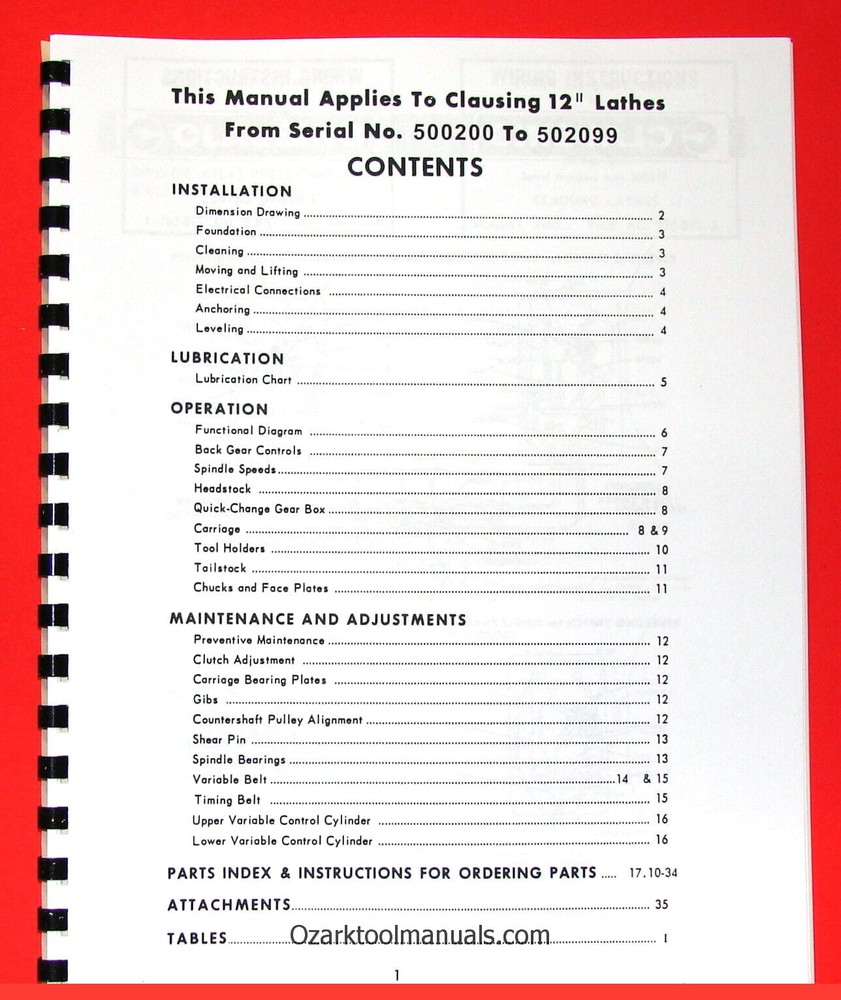 This Manual Applies To Clausing 12" Lathes
From Serial No. 500200 To 502099
CONTENTS
INSTALLATION
Dimension Drawing ........ 2
Foundation ........ 3
Cleaning ........ 3
Moving and Lifting ........ 3
Electrical Connections ........ 4
Anchoring ........ 4
Leveling ........ 4
LUBRICATION
Lubrication Chart ........ 5
OPERATION
Functional Diagram ........ 6
Back Gear Controls ........ 7
Spindle Speeds ........ 7
Headstock ........ 8
Quick-Change Gear Box ........ 8
Carriage ........ 8 & 9
Tool Holders ........ 10
Tailstock ........ 11
Chucks and Face Plates ........ 11
MAINTENANCE AND ADJUSTMENTS
Preventive Maintenance ........ 12
Clutch Adjustment ........ 12
Carriage Bearing Plates ........ 12
Gibs ........ 12
Countershaft Pulley Alignment ........ 12
Shear Pin ........ 13
Spindle Bearings ........ 13
Variable Belt ........ 14 & 15
Timing Belt ........ 15
Upper Variable Control Cylinder ........ 16
Lower Variable Control Cylinder ........ 16
PARTS INDEX & INSTRUCTIONS FOR ORDERING PARTS ..... 17.10-34
ATTACHMENTS ........ 35
TABLES ........ I
Ozarktoolmanuals.com
1